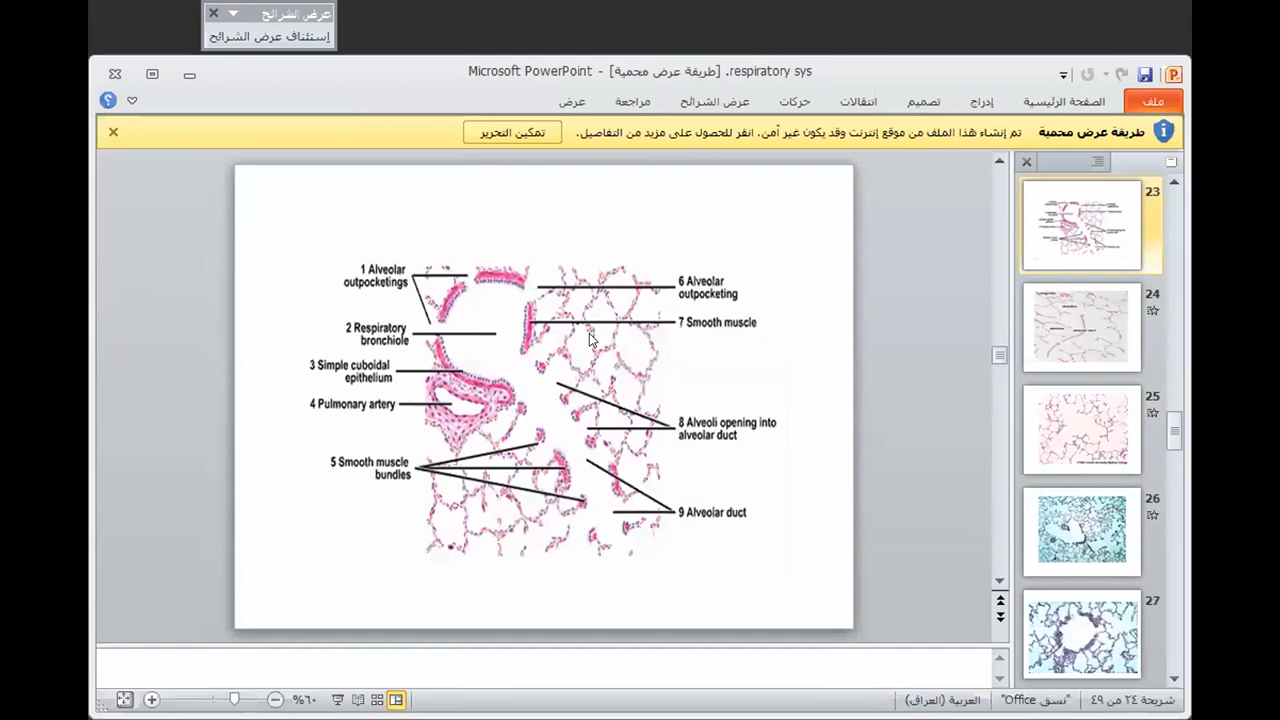 عرض الشرائح
إستئناف عرض الشرائح
respiratory sys. [طريقة عرض محمية] - Microsoft PowerPoint
ملف
الصفحة الرئيسية
إدراج
تصميم
انتقالات
حركات
عرض الشرائح
مراجعة
عرض
طريقة عرض محمية
تم إنشاء هذا الملف من موقع إنترنت وقد يكون غير آمن. انقر للحصول على مزيد من التفاصيل.
تمكين التحرير
1 Alveolar
outpocketings
2 Respiratory
bronchiole
3 Simple cuboidal
epithelium
4 Pulmonary artery
5 Smooth muscle
bundles
6 Alveolar
outpocketing
7 Smooth muscle
8 Alveoli opening into
alveolar duct
9 Alveolar duct
23
24
25
26
27
شريحة ٢٤ من ٤٩
"نسق Office"
العربية (العراق)
٦٠%